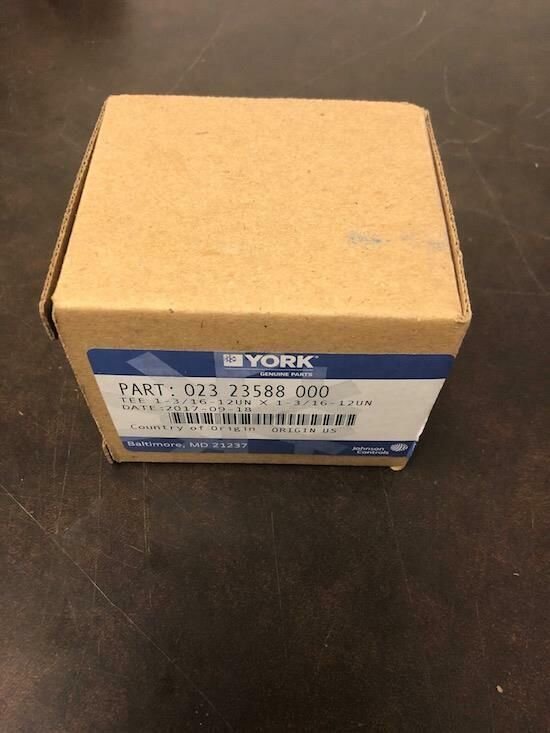 YORK
GENUINE PARTS
PART: 023 23588 000
TEE 1-3/16-12UN X 1-3/16-12UN
DATE:2017-09-18
Country of Origin ORIGIN US
Baltimore, MD 21237
Johnson
Controls